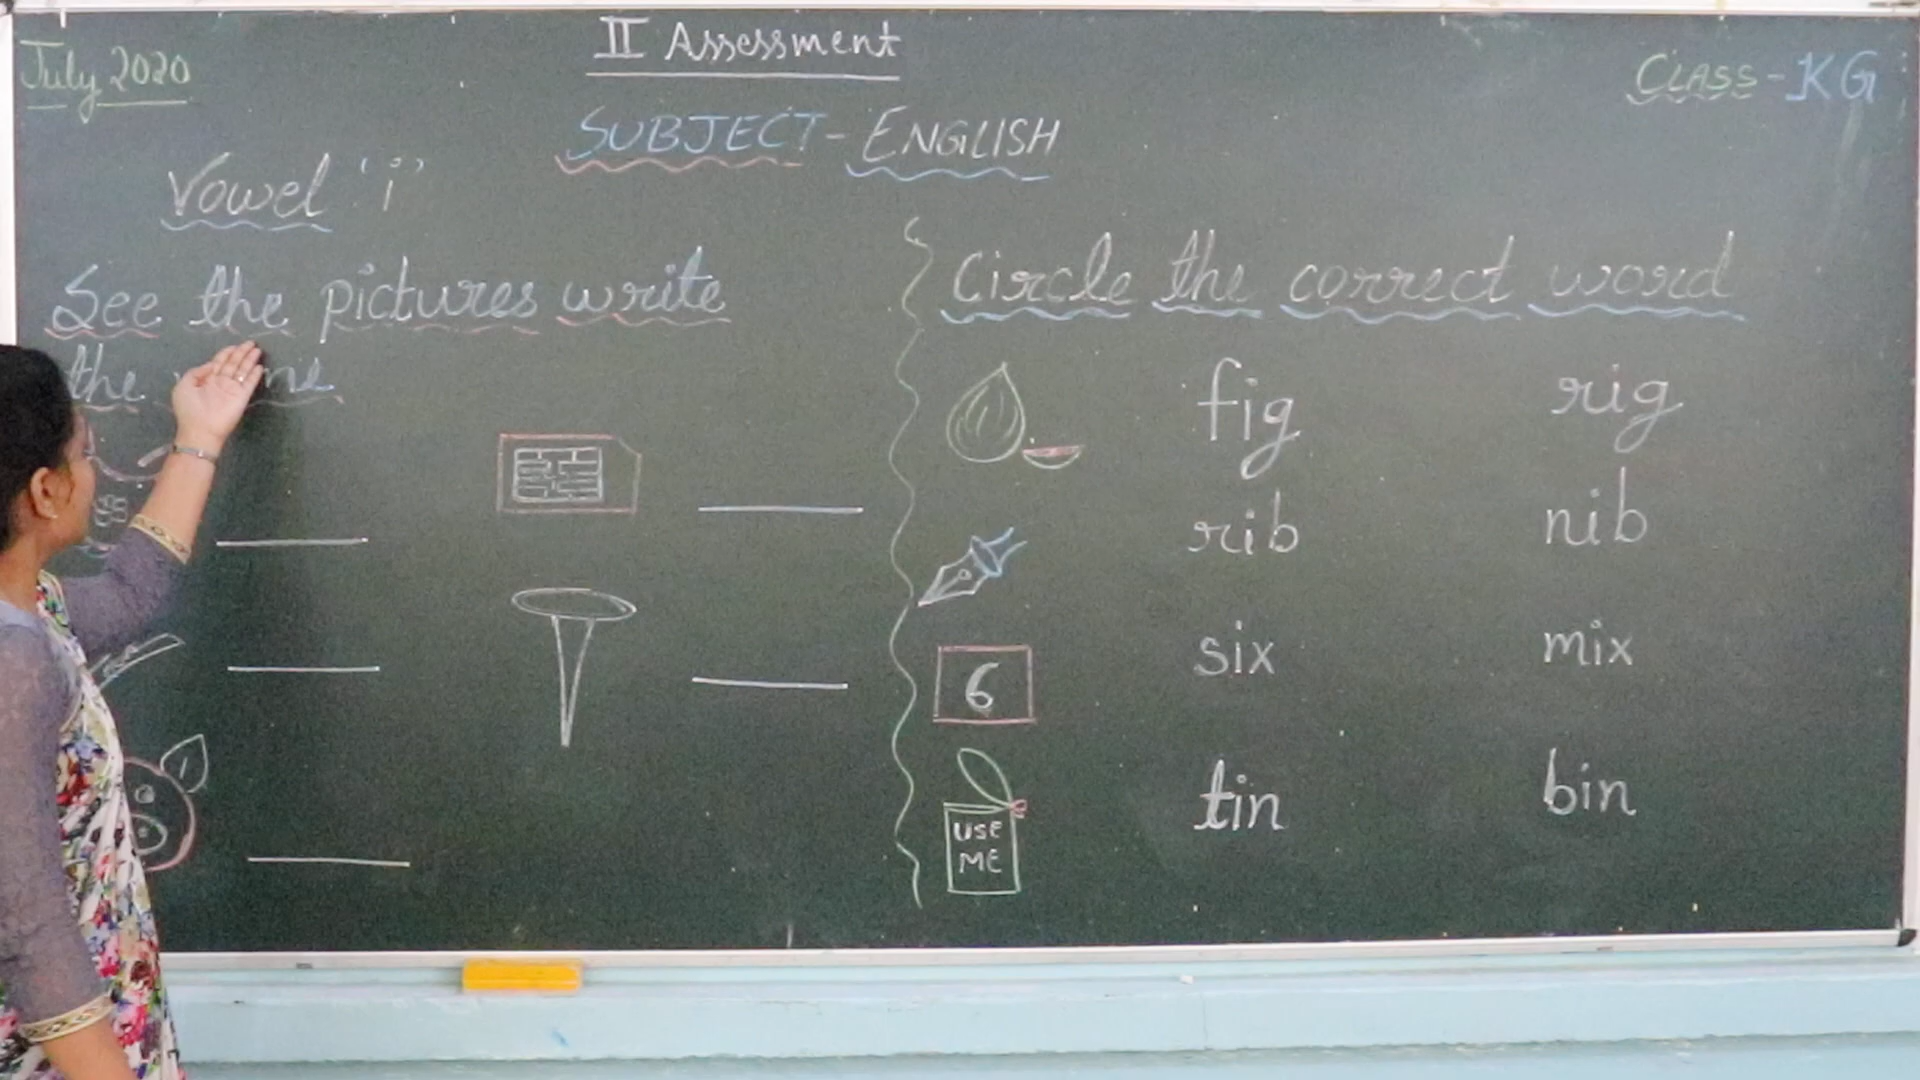 July 2020
II Assessment
CLASS - KG
SUBJECT - ENGLISH
Vowel 'i'
See the pictures write
the
Circle the correct word
fig rig
rib nib
6
six mix
USE
ME
tin bin